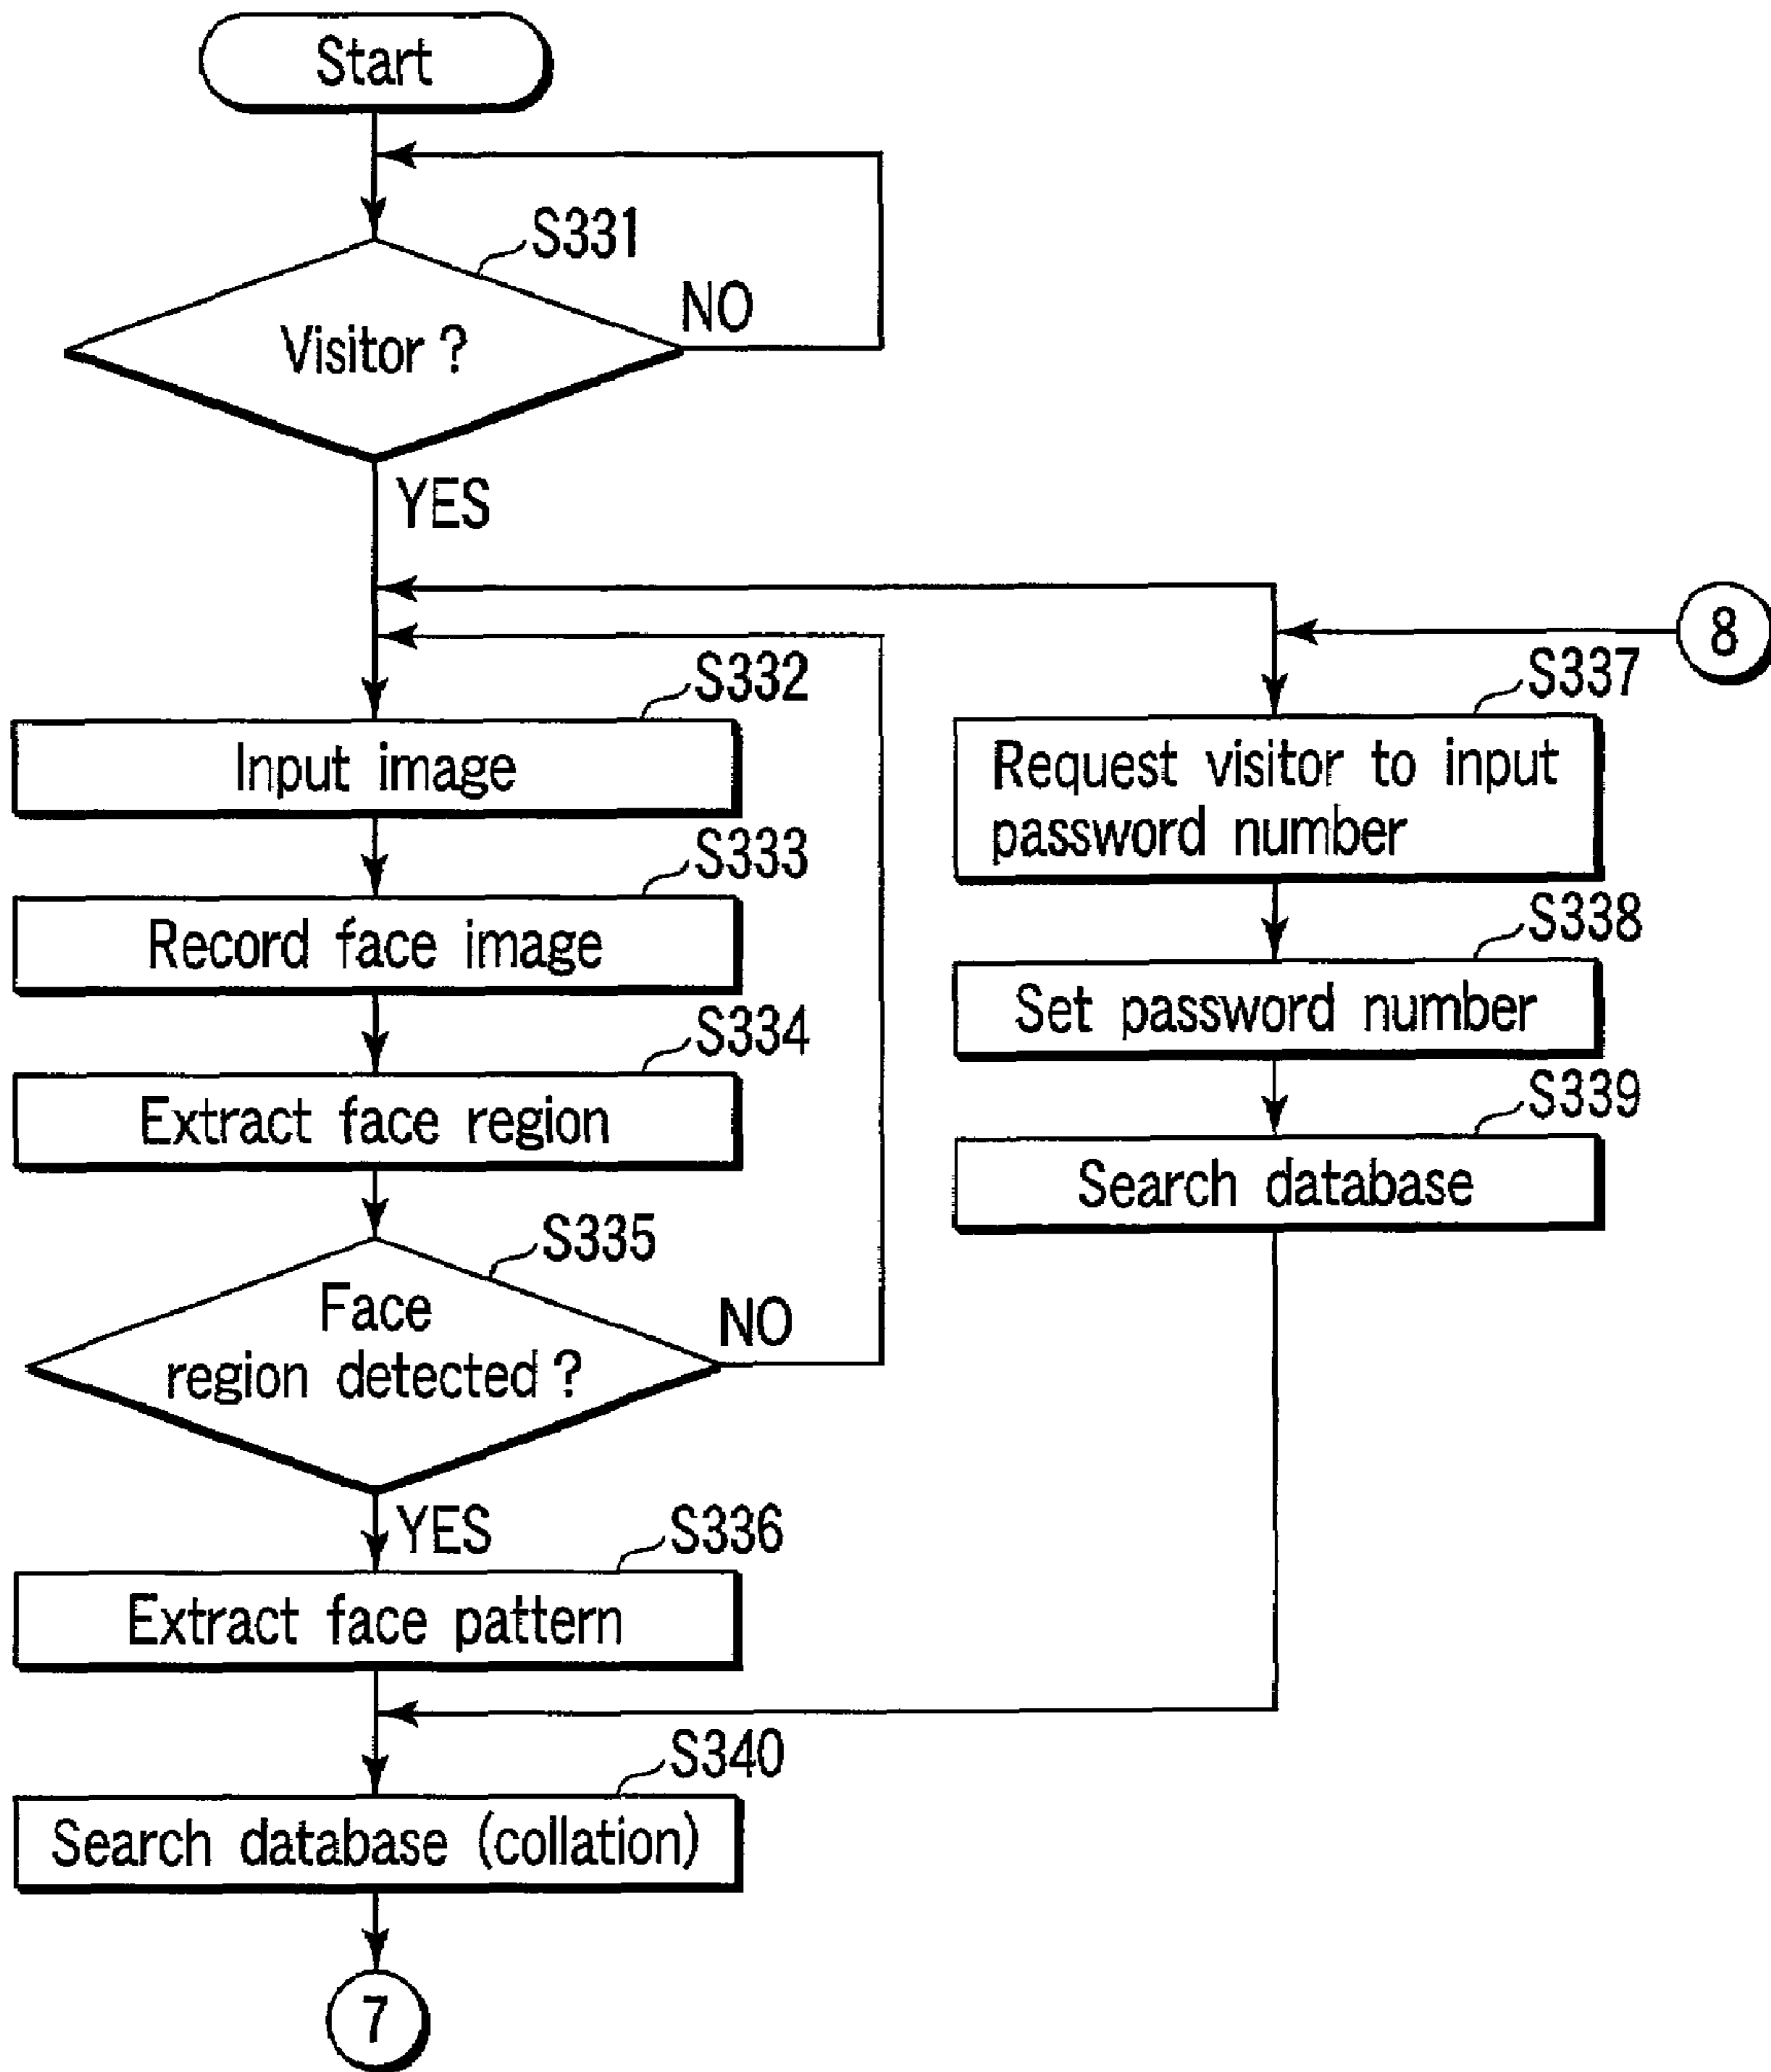 Start
S331
Visitor ?
NO
YES
8
S332
Input image
S333
Record face image
S334
Extract face region
S335
Face
region detected ?
NO
YES
S336
Extract face pattern
S337
Request visitor to input
password number
S338
Set password number
S339
Search database
S340
Search database (collation)
7